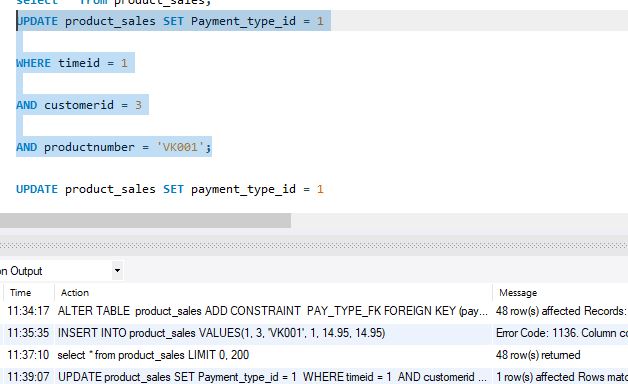 select * from product_sales;
UPDATE product_sales SET Payment_type_id = 1
WHERE timeid = 1
AND customerid = 3
AND productnumber = 'VK001';
UPDATE product_sales SET payment_type_id = 1
n Output
Time Action Message
11:34:17 ALTER TABLE product_sales ADD CONSTRAINT PAY_TYPE_FK FOREIGN KEY (pay... 48 row(s) affected Records:
11:35:35 INSERT INTO product_sales VALUES(1, 3, 'VK001', 1, 14.95, 14.95) Error Code: 1136. Column co
11:37:10 select * from product_sales LIMIT 0, 200 48 row(s) returned
11:39:07 UPDATE product_sales SET Payment_type_id = 1 WHERE timeid = 1 AND customerid ... 1 row(s) affected Rows matc